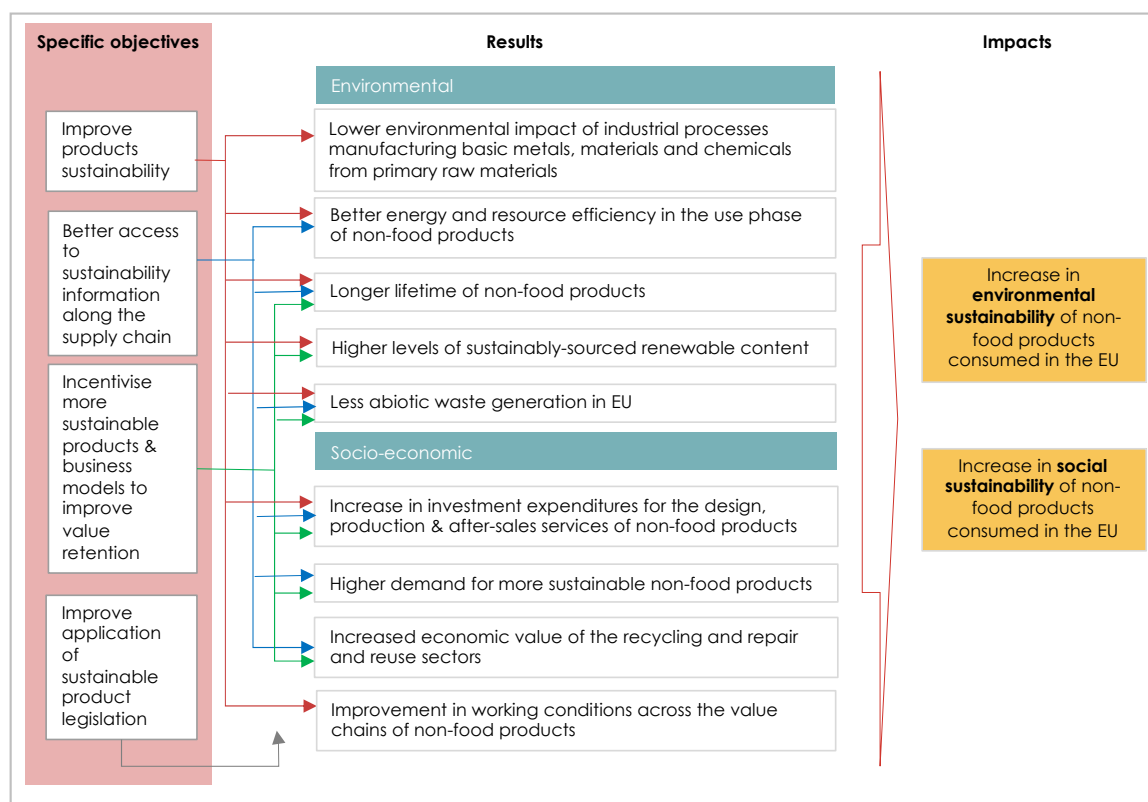 Specific objectives
Results
Impacts
Improve
products
sustainability
Better access
to
sustainability
information
along the
supply chain
Incentivise
more
sustainable
products &
business
models to
improve
value
retention
Improve
application
of
sustainable
product
legislation
Environmental
Lower environmental impact of industrial processes
manufacturing basic metals, materials and chemicals
from primary raw materials
Better energy and resource efficiency in the use phase
of non-food products
Longer lifetime of non-food products
Higher levels of sustainably-sourced renewable content
Less abiotic waste generation in EU
Socio-economic
Increase in investment expenditures for the design,
production & after-sales services of non-food products
Higher demand for more sustainable non-food products
Increased economic value of the recycling and repair
and reuse sectors
Improvement in working conditions across the value
chains of non-food products
Increase in
environmental
sustainability of non-
food products
consumed in the EU
Increase in social
sustainability of non-
food products
consumed in the EU